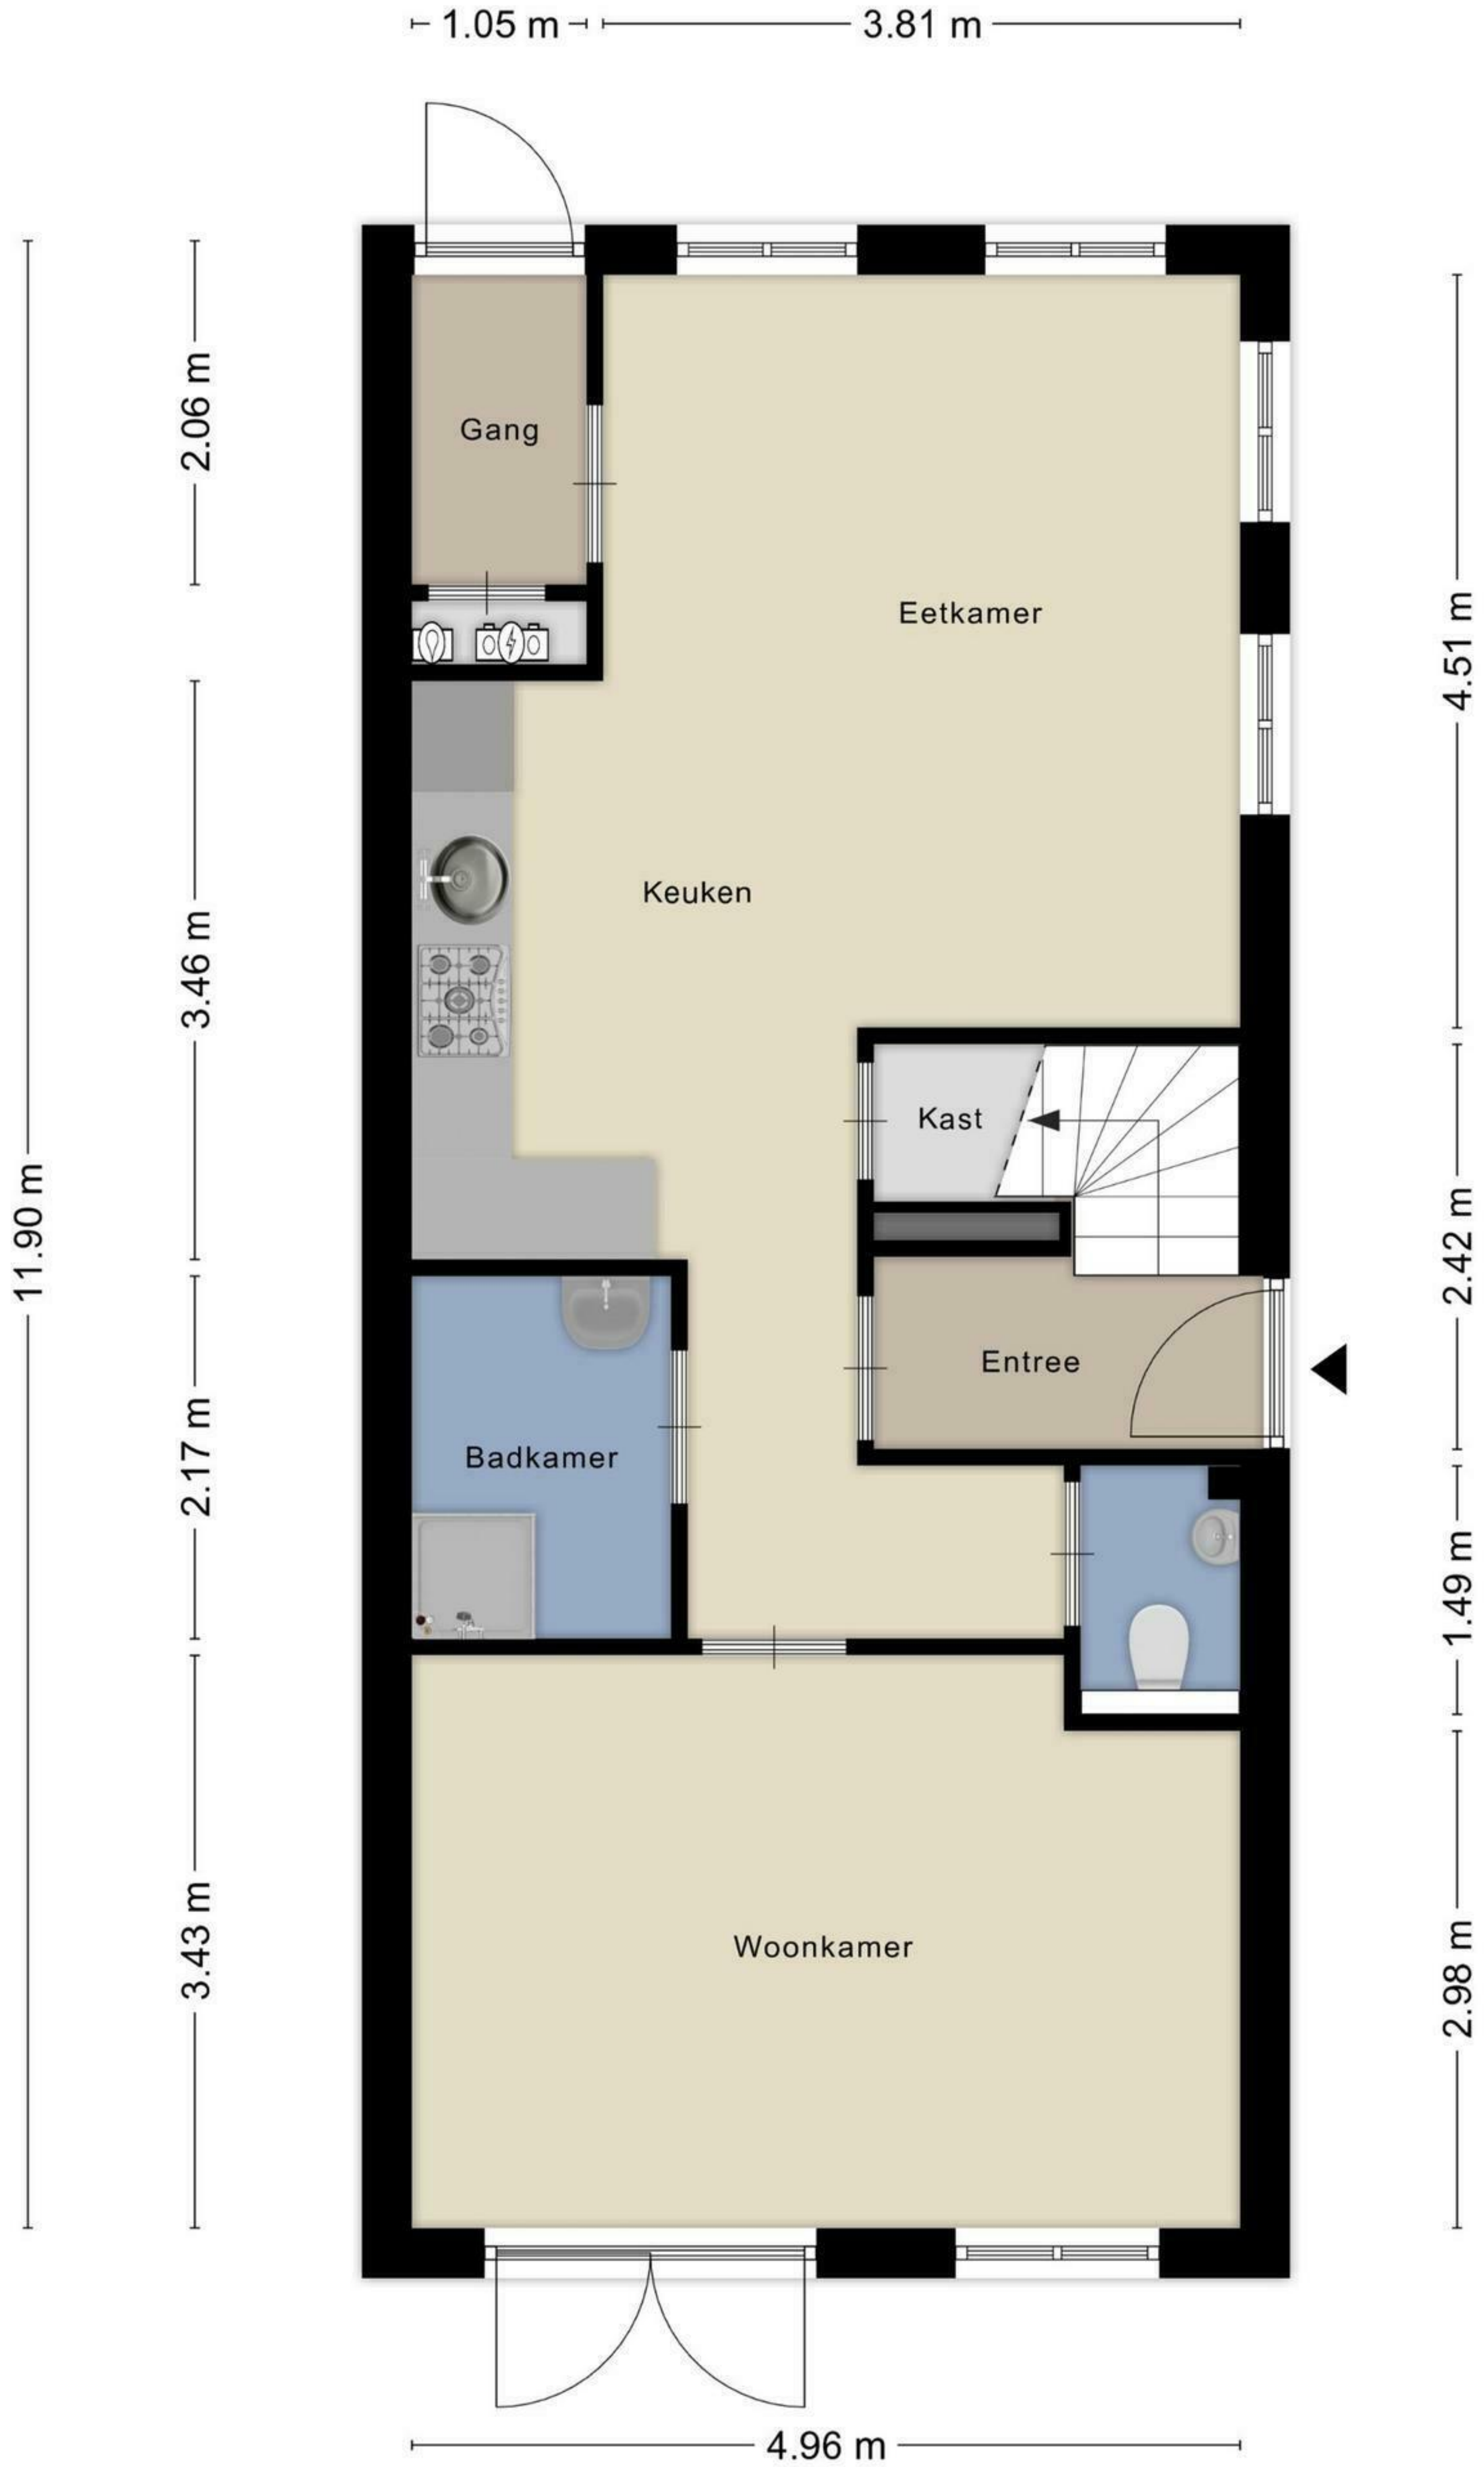 1.05 m
3.81 m
2.06 m
Gang
Eetkamer
4.51 m
Keuken
3.46 m
Kast
11.90 m
2.42 m
Entree
Badkamer
2.17 m
1.49 m
Woonkamer
3.43 m
2.98 m
4.96 m